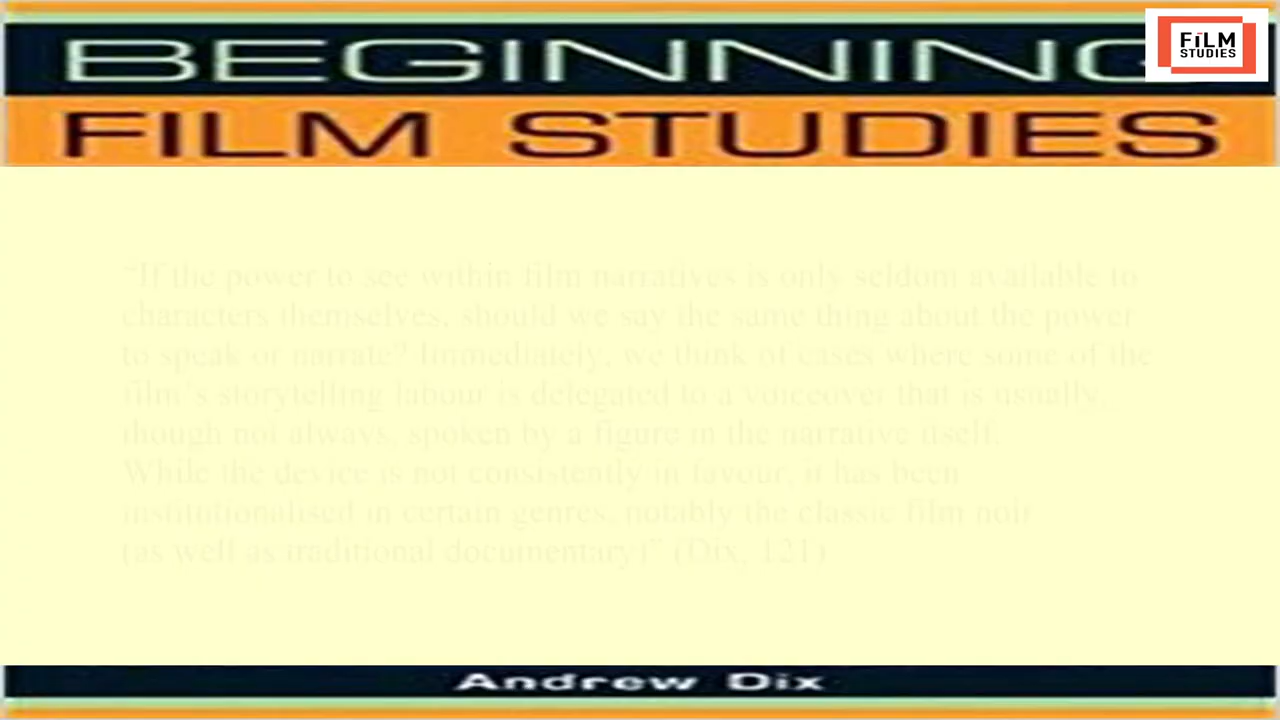 BEGINNING
FILM STUDIES
FiLM
STUDIES
"If the power to see within film narratives is only seldom available to
characters themselves, should we say the same thing about the power
to speak or narrate? Immediately, we think of cases where some of the
film's storytelling labour is delegated to a voiceover that is usually,
though not always, spoken by a figure in the narrative itself.
While the device is not consistently in favour, it has been
institutionalised in certain genres, notably the classic film noir
(as well as traditional documentary)" (Dix, 121)
Andrew Dix